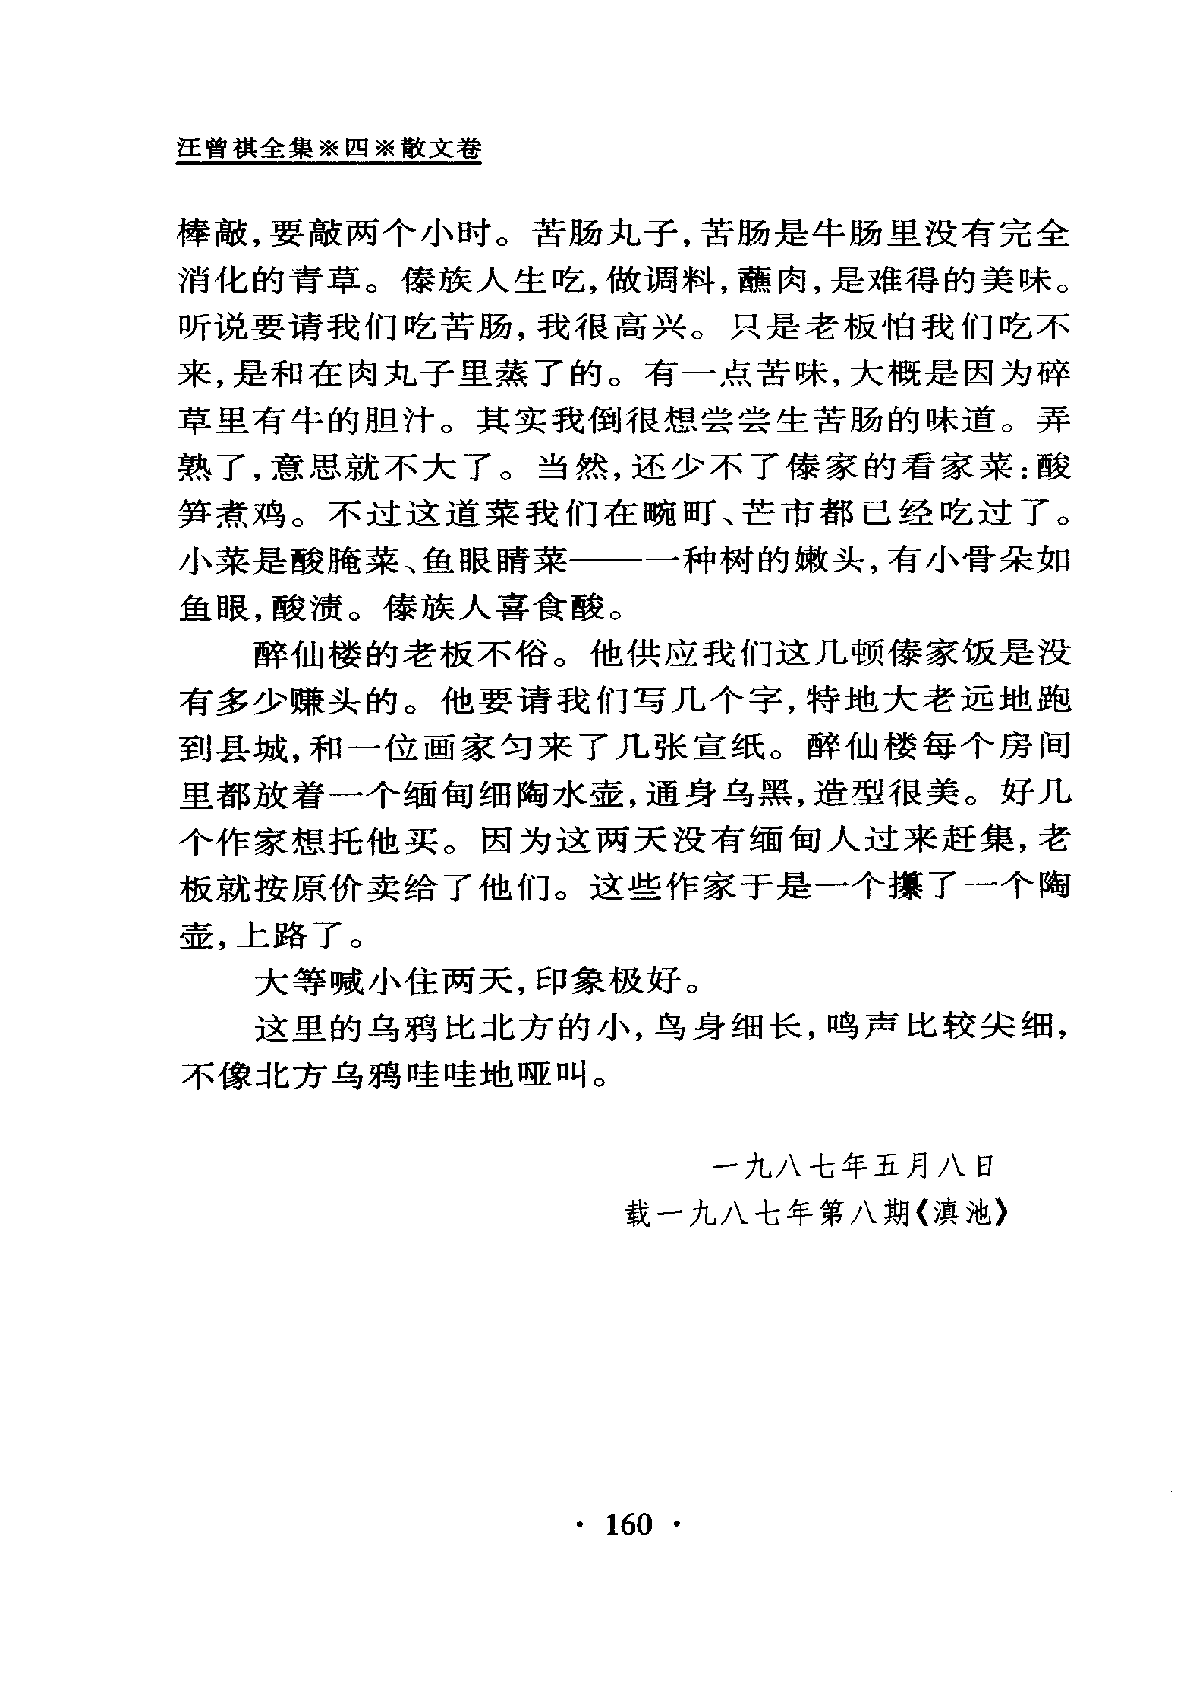 汪曾祺全集※四※散文卷
棒敲,要敲两个小时。苦肠丸子,苦肠是牛肠里没有完全
消化的青草。傣族人生吃,做调料,蘸肉,是难得的美味。
听说要请我们吃苦肠,我很高兴。只是老板怕我们吃不
来,是和在肉丸子里蒸了的。有一点苦味,大概是因为碎
草里有牛的胆汁。其实我倒很想尝尝生苦肠的味道。弄
熟了,意思就不大了。当然,还少不了傣家的看家菜:酸
笋煮鸡。不过这道菜我们在畹町、芒市都已经吃过了。
小菜是酸腌菜、鱼眼睛菜——一种树的嫩头,有小骨朵如
鱼眼,酸渍。傣族人喜食酸。
醉仙楼的老板不俗。他供应我们这几顿傣家饭是没
有多少赚头的。他要请我们写几个字,特地大老远地跑
到县城,和一位画家匀来了几张宣纸。醉仙楼每个房间
里都放着一个缅甸细陶水壶,通身乌黑,造型很美。好几
个作家想托他买。因为这两天没有缅甸人过来赶集,老
板就按原价卖给了他们。这些作家于是一个攥了一个陶
壶,上路了。
大等喊小住两天,印象极好。
这里的乌鸦比北方的小,鸟身细长,鸣声比较尖细,
不像北方乌鸦哇哇地哑叫。
一九八七年五月八日
载一九八七年第八期《滇池》
· 160 ·